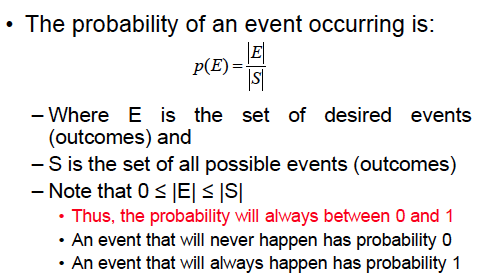 • The probability of an event occurring is:
p(E) = |E| / |S|
– Where E is the set of desired events
(outcomes) and
– S is the set of all possible events (outcomes)
– Note that 0 ≤ |E| ≤ |S|
• Thus, the probability will always between 0 and 1
• An event that will never happen has probability 0
• An event that will always happen has probability 1